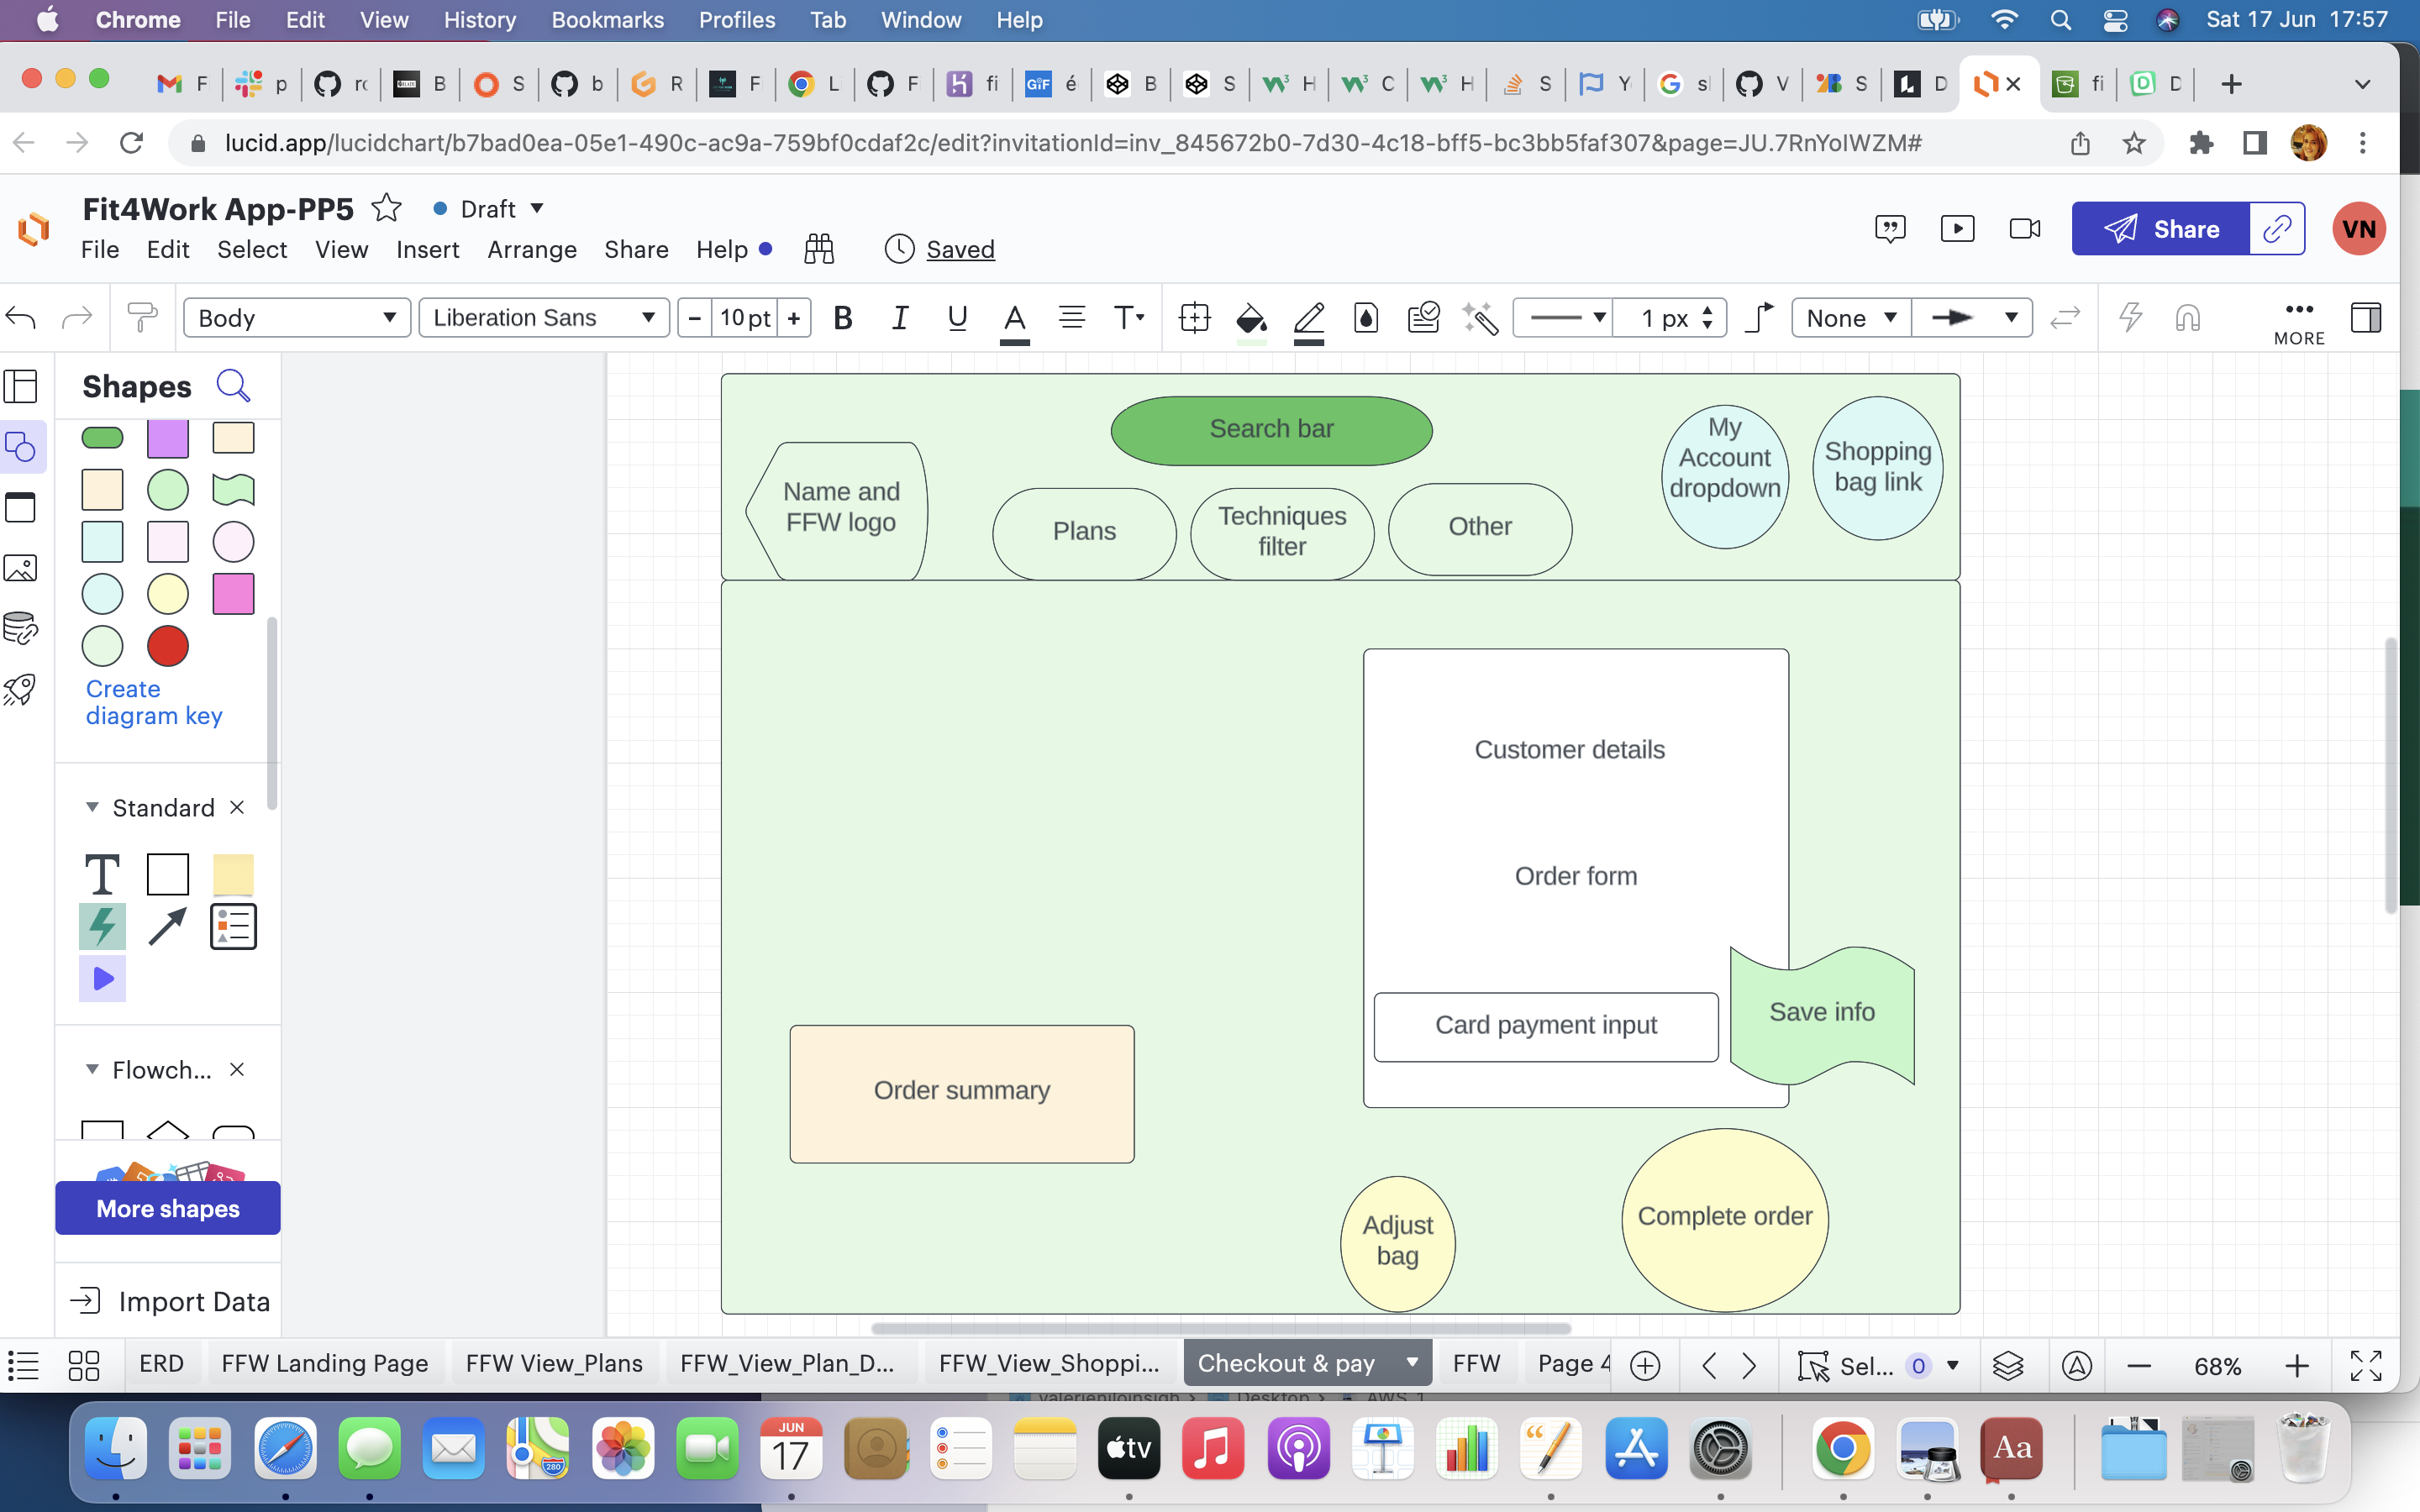 Chrome File Edit View History Bookmarks Profiles Tab Window Help Sat 17 Jun 17:57
F p B S b R F L F fi é B S H C H S Y S V S D fi D
lucid.app/lucidchart/b7bad0ea-05e1-490c-ac9a-759bf0cdaf2c/edit?invitationId=inv_845672b0-7d30-4c18-bff5-bc3bb5faf307&page=JU.7RnYolWZM#
Fit4Work App-PP5 Draft
File Edit Select View Insert Arrange Share Help Saved
Share
VN
Body Liberation Sans - 10 pt + B I U A T 1 px None MORE
Shapes
Create
diagram key
Standard
T
Flowch...
More shapes
Import Data
Search bar
Name and
FFW logo
Plans
Techniques
filter
Other
My
Account
dropdown
Shopping
bag link
Customer details
Order form
Card payment input
Save info
Order summary
Adjust
bag
Complete order
ERD FFW Landing Page FFW View_Plans FFW_View_Plan_D... FFW_View_Shoppi... Checkout & pay FFW Page 4 Sel... 0 68%
JUN
17
280
tv
Aa